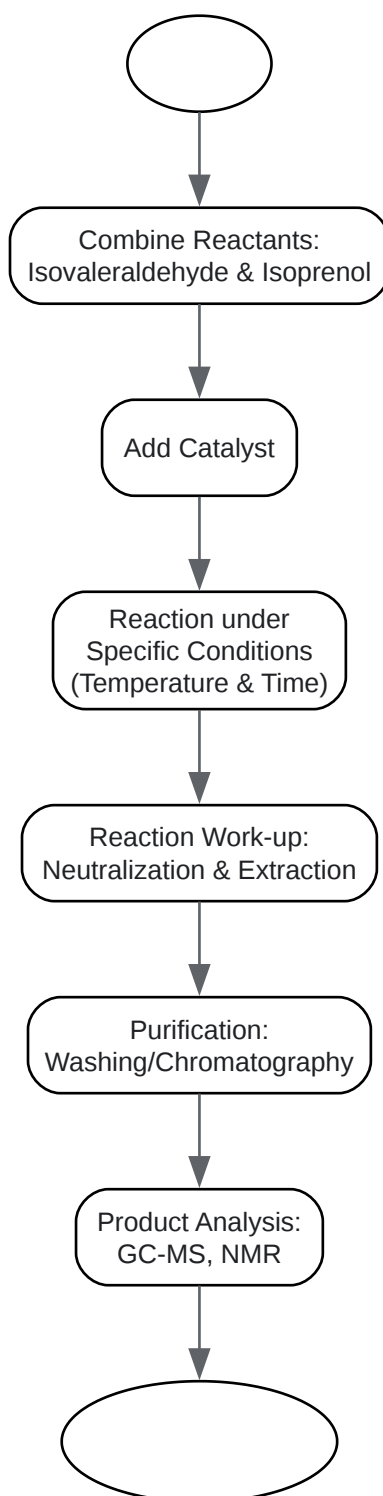 Combine Reactants:
Isovaleraldehyde & Isoprenol
Add Catalyst
Reaction under
Specific Conditions
(Temperature & Time)
Reaction Work-up:
Neutralization & Extraction
Purification:
Washing/Chromatography
Product Analysis:
GC-MS, NMR